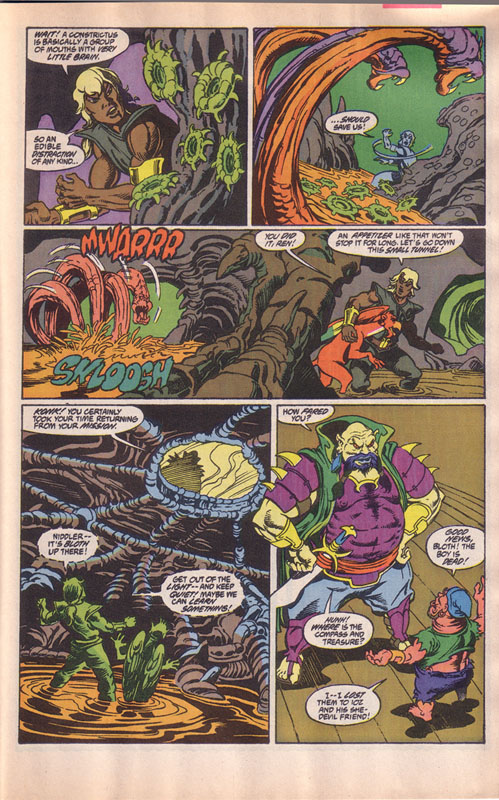 WAIT! A CONSTRICTUS
IS BASICALLY A GROUP
OF MOUTHS WITH VERY
LITTLE BRAIN.
SO AN
EDIBLE
DISTRACTION
OF ANY KIND...
...SHOULD
SAVE US!
MWARRR
SKLOOSH
YOU DID
IT, REN!
AN APPETIZER LIKE THAT WON'T
STOP IT FOR LONG. LET'S GO DOWN
THIS SMALL TUNNEL!
KONK! YOU CERTAINLY
TOOK YOUR TIME RETURNING
FROM YOUR MISSION.
NIDDLER--
IT'S BLOTH
UP THERE!
GET OUT OF THE
LIGHT-- AND KEEP
QUIET! MAYBE WE
CAN LEARN
SOMETHING!
HOW FARED
YOU?
GOOD
NEWS,
BLOTH! THE
BOY IS
DEAD!
HUNH!
WHERE IS THE
COMPASS AND
TREASURE?
I--I LOST
THEM TO IOZ
AND HIS SHE-
DEVIL FRIEND!